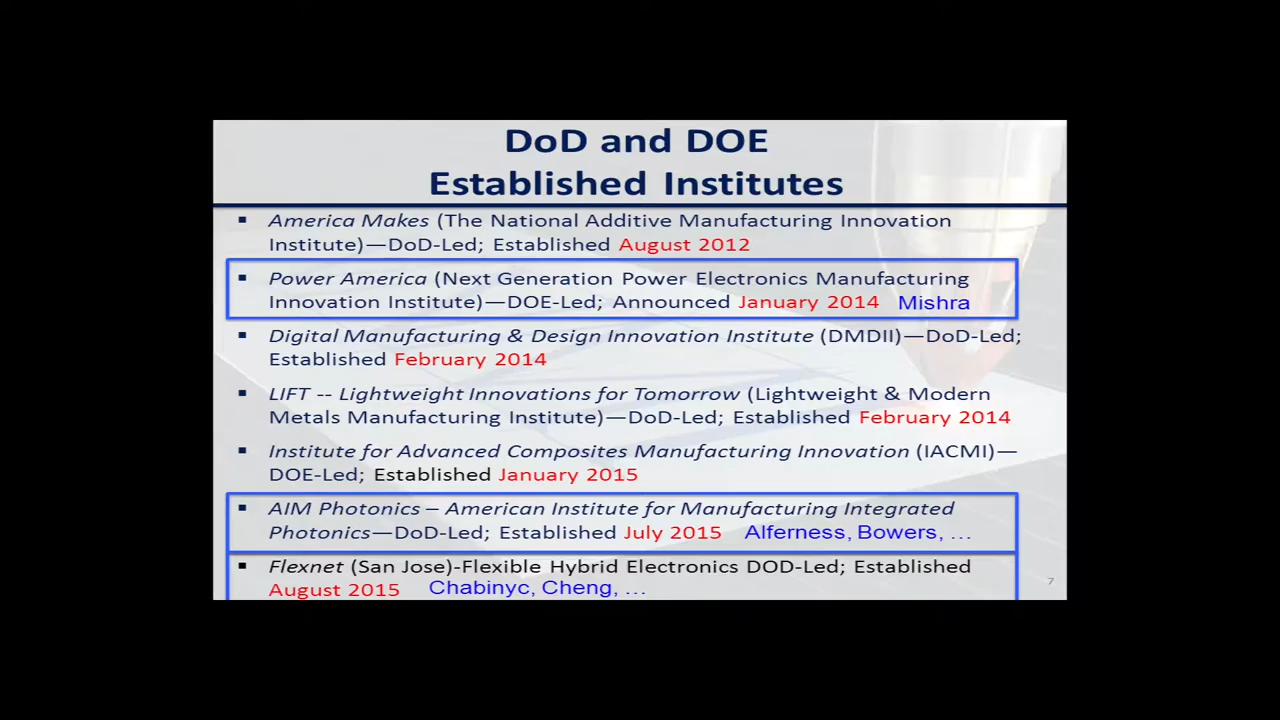 DoD and DOE
Established Institutes
▪ America Makes (The National Additive Manufacturing Innovation
Institute)—DoD-Led; Established August 2012
▪ Power America (Next Generation Power Electronics Manufacturing
Innovation Institute)—DOE-Led; Announced January 2014 Mishra
▪ Digital Manufacturing & Design Innovation Institute (DMDII)—DoD-Led;
Established February 2014
▪ LIFT -- Lightweight Innovations for Tomorrow (Lightweight & Modern
Metals Manufacturing Institute)—DoD-Led; Established February 2014
▪ Institute for Advanced Composites Manufacturing Innovation (IACMI)—
DOE-Led; Established January 2015
▪ AIM Photonics – American Institute for Manufacturing Integrated
Photonics—DoD-Led; Established July 2015 Alferness, Bowers, …
▪ Flexnet (San Jose)-Flexible Hybrid Electronics DOD-Led; Established
August 2015 Chabinyc, Cheng, …
7